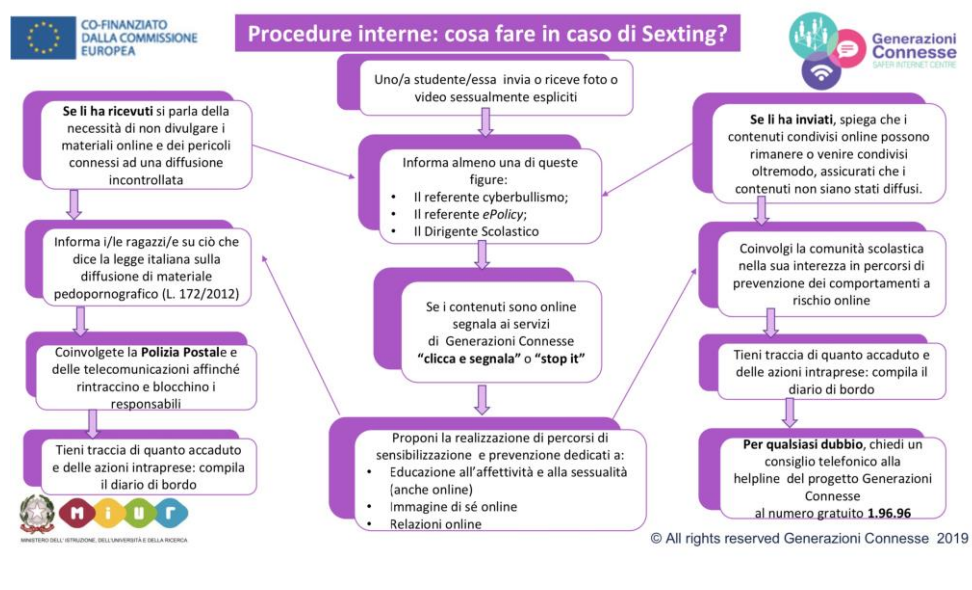 CO-FINANZIATO
DALLA COMMISSIONE
EUROPEA
Procedure interne: cosa fare in caso di Sexting?
Generazioni
Connesse
SAFER INTERNET CENTRE
Uno/a studente/essa invia o riceve foto o
video sessualmente espliciti
Se li ha ricevuti si parla della
necessità di non divulgare i
materiali online e dei pericoli
connessi ad una diffusione
incontrollata
Informa i/le ragazzi/e su ciò che
dice la legge italiana sulla
diffusione di materiale
pedopornografico (L. 172/2012)
Coinvolgete la Polizia Postale e
delle telecomunicazioni affinché
rintraccino e blocchino i
responsabili
Tieni traccia di quanto accaduto
e delle azioni intraprese: compila
il diario di bordo
Informa almeno una di queste
figure:
• Il referente cyberbullismo;
• Il referente ePolicy;
• Il Dirigente Scolastico
Se i contenuti sono online
segnala ai servizi
di Generazioni Connesse
“clicca e segnala” o “stop it”
Proponi la realizzazione di percorsi di
sensibilizzazione e prevenzione dedicati a:
• Educazione all’affettività e alla sessualità
(anche online)
• Immagine di sé online
• Relazioni online
Se li ha inviati, spiega che i
contenuti condivisi online possono
rimanere o venire condivisi
oltremodo, assicurati che i
contenuti non siano stati diffusi.
Coinvolgi la comunità scolastica
nella sua interezza in percorsi di
prevenzione dei comportamenti a
rischio online
Tieni traccia di quanto accaduto e
delle azioni intraprese: compila il
diario di bordo
Per qualsiasi dubbio, chiedi un
consiglio telefonico alla
helpline del progetto Generazioni
Connesse
al numero gratuito 1.96.96
miur
MINISTERO DELL' ISTRUZIONE, DELL'UNIVERSITÀ E DELLA RICERCA
© All rights reserved Generazioni Connesse 2019